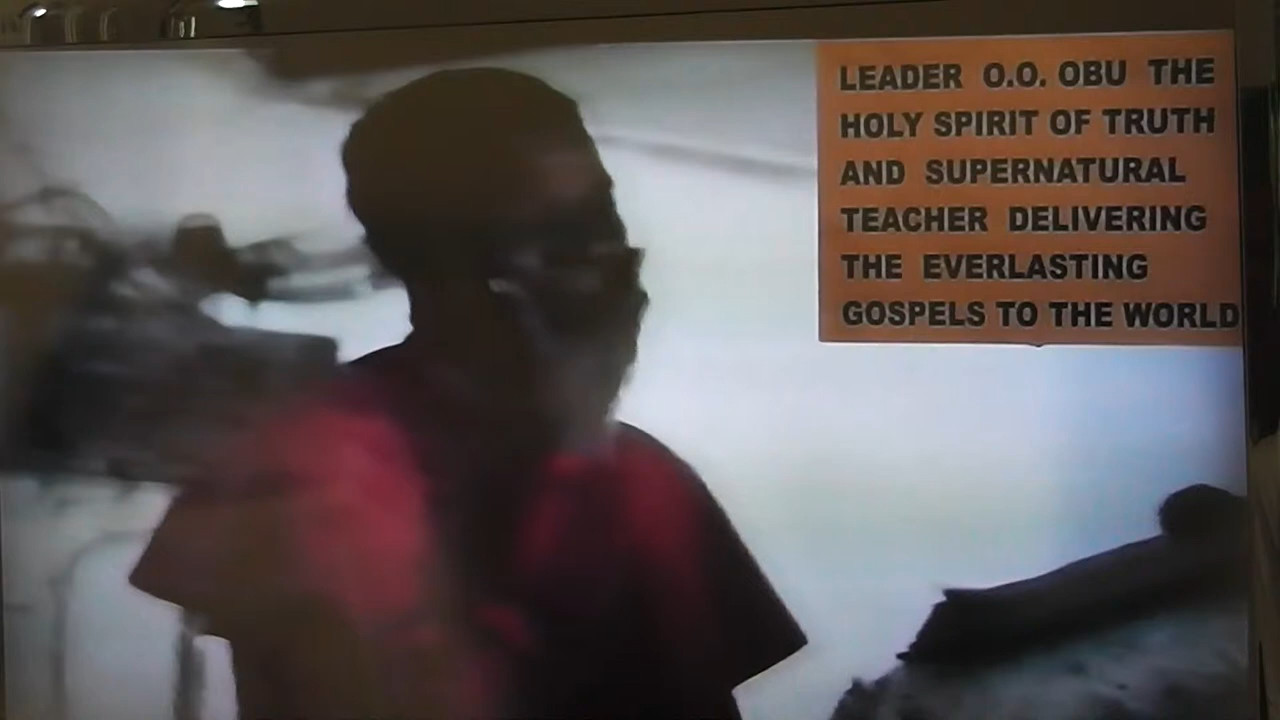 LEADER O.O. OBU THE
HOLY SPIRIT OF TRUTH
AND SUPERNATURAL
TEACHER DELIVERING
THE EVERLASTING
GOSPELS TO THE WORLD